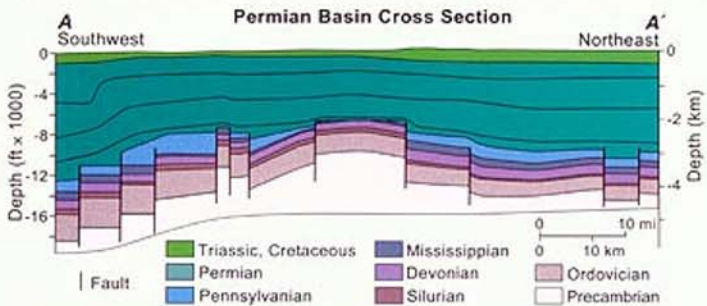 Permian Basin Cross Section
A
A´
Southwest
Northeast
Depth (ft x 1000)
0
-4
-8
-12
-16
0
-2
-4
Depth (km)
0 10 mi
0 10 km
Fault
Triassic, Cretaceous
Permian
Pennsylvanian
Mississippian
Devonian
Silurian
Ordovician
Precambrian